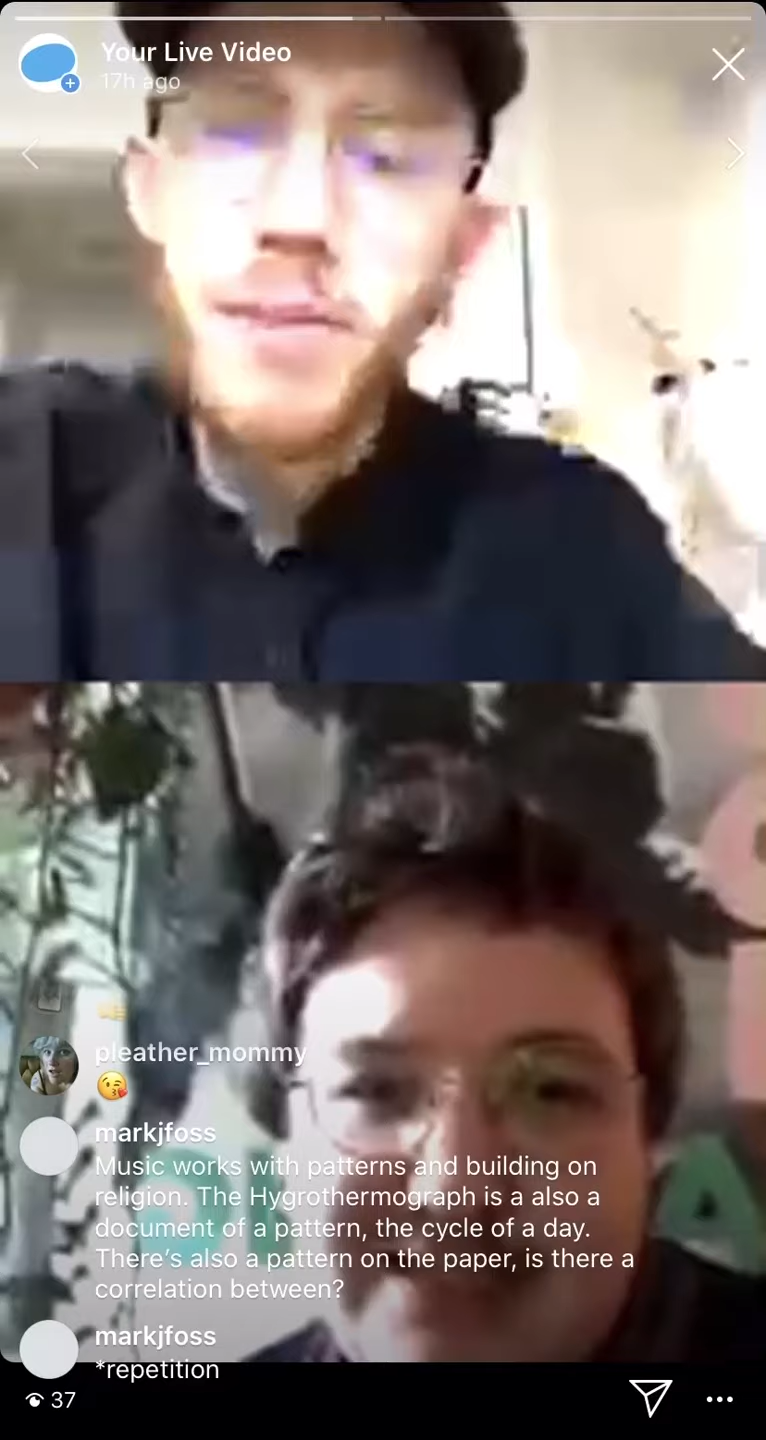 Your Live Video
17h ago
pleather_mommy
😘
markjfoss
Music works with patterns and building on
religion. The Hygrothermograph is a also a
document of a pattern, the cycle of a day.
There's also a pattern on the paper, is there a
correlation between?
markjfoss
*repetition
37